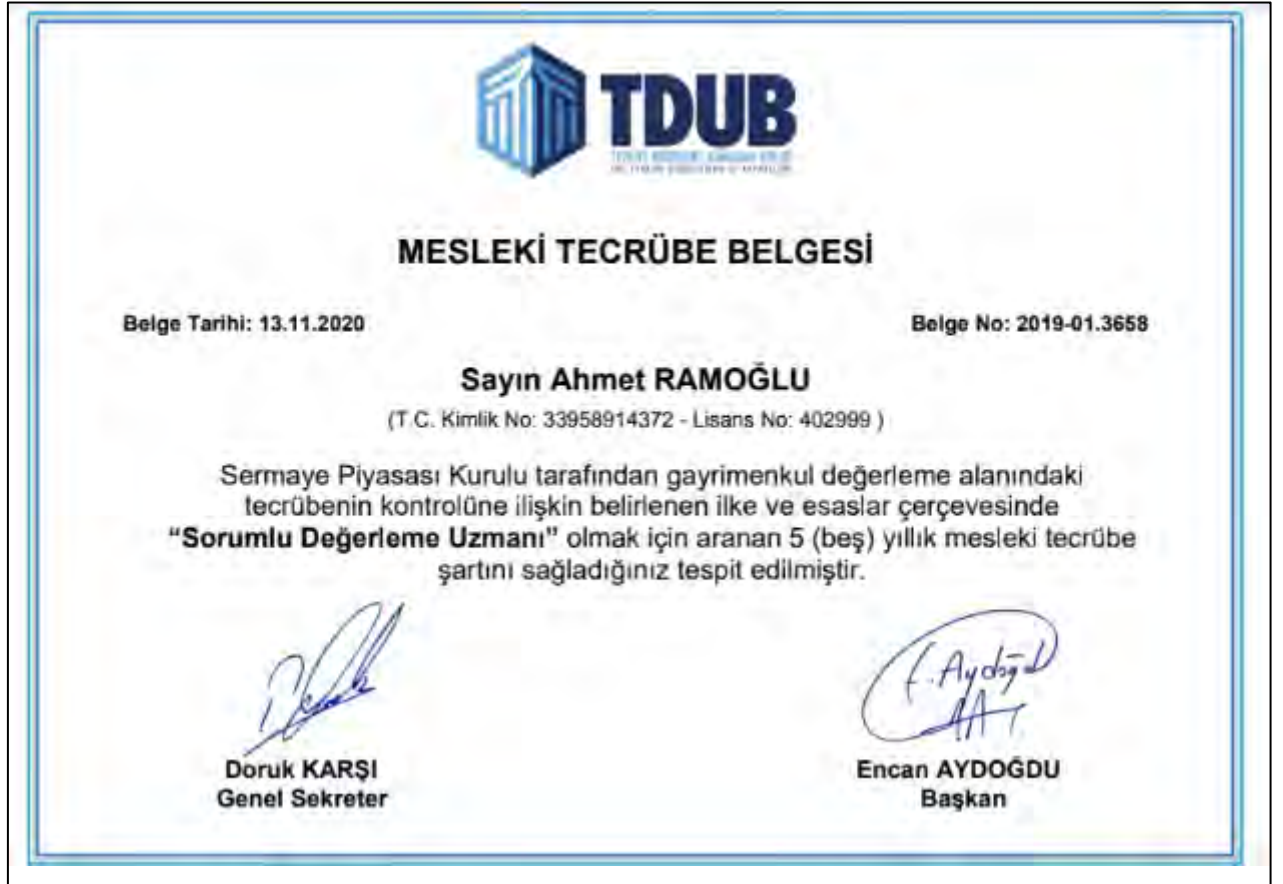 TDUB
MESLEKİ TECRÜBE BELGESİ
Belge Tarihi: 13.11.2020
Belge No: 2019-01.3658
Sayın Ahmet RAMOĞLU
(T.C. Kimlik No: 33958914372 - Lisans No: 402999 )
Sermaye Piyasası Kurulu tarafından gayrimenkul değerleme alanındaki
tecrübenin kontrolüne ilişkin belirlenen ilke ve esaslar çerçevesinde
“Sorumlu Değerleme Uzmanı” olmak için aranan 5 (beş) yıllık mesleki tecrübe
şartını sağladığınız tespit edilmiştir.
E. Aydoğdu
Doruk KARŞI
Genel Sekreter
Encan AYDOĞDU
Başkan